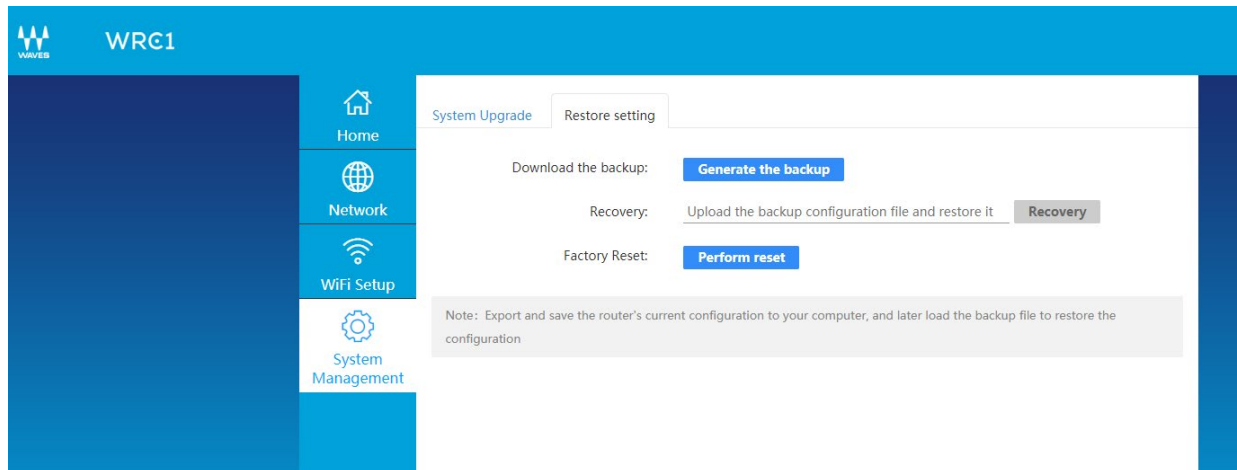 WAVES
WRC1
Home
Network
WiFi Setup
System
Management
System Upgrade
Restore setting
Download the backup:
Generate the backup
Recovery:
Upload the backup configuration file and restore it
Recovery
Factory Reset:
Perform reset
Note: Export and save the router's current configuration to your computer, and later load the backup file to restore the
configuration